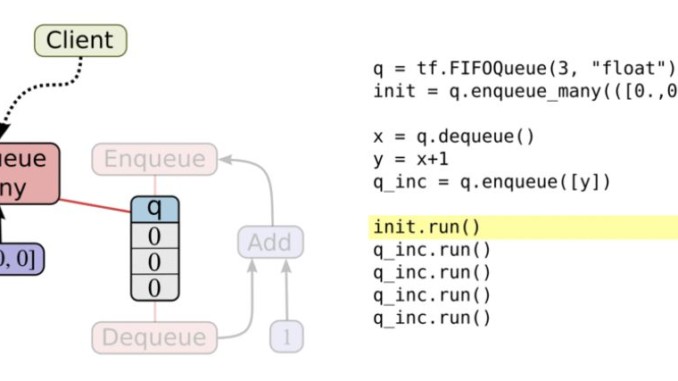 Client
ueue
ny
0, 0]
Enqueue
q
0
0
0
Dequeue
Add
1
q = tf.FIFOQueue(3, "float")
init = q.enqueue_many(([0.,0
x = q.dequeue()
y = x+1
q_inc = q.enqueue([y])
init.run()
q_inc.run()
q_inc.run()
q_inc.run()
q_inc.run()